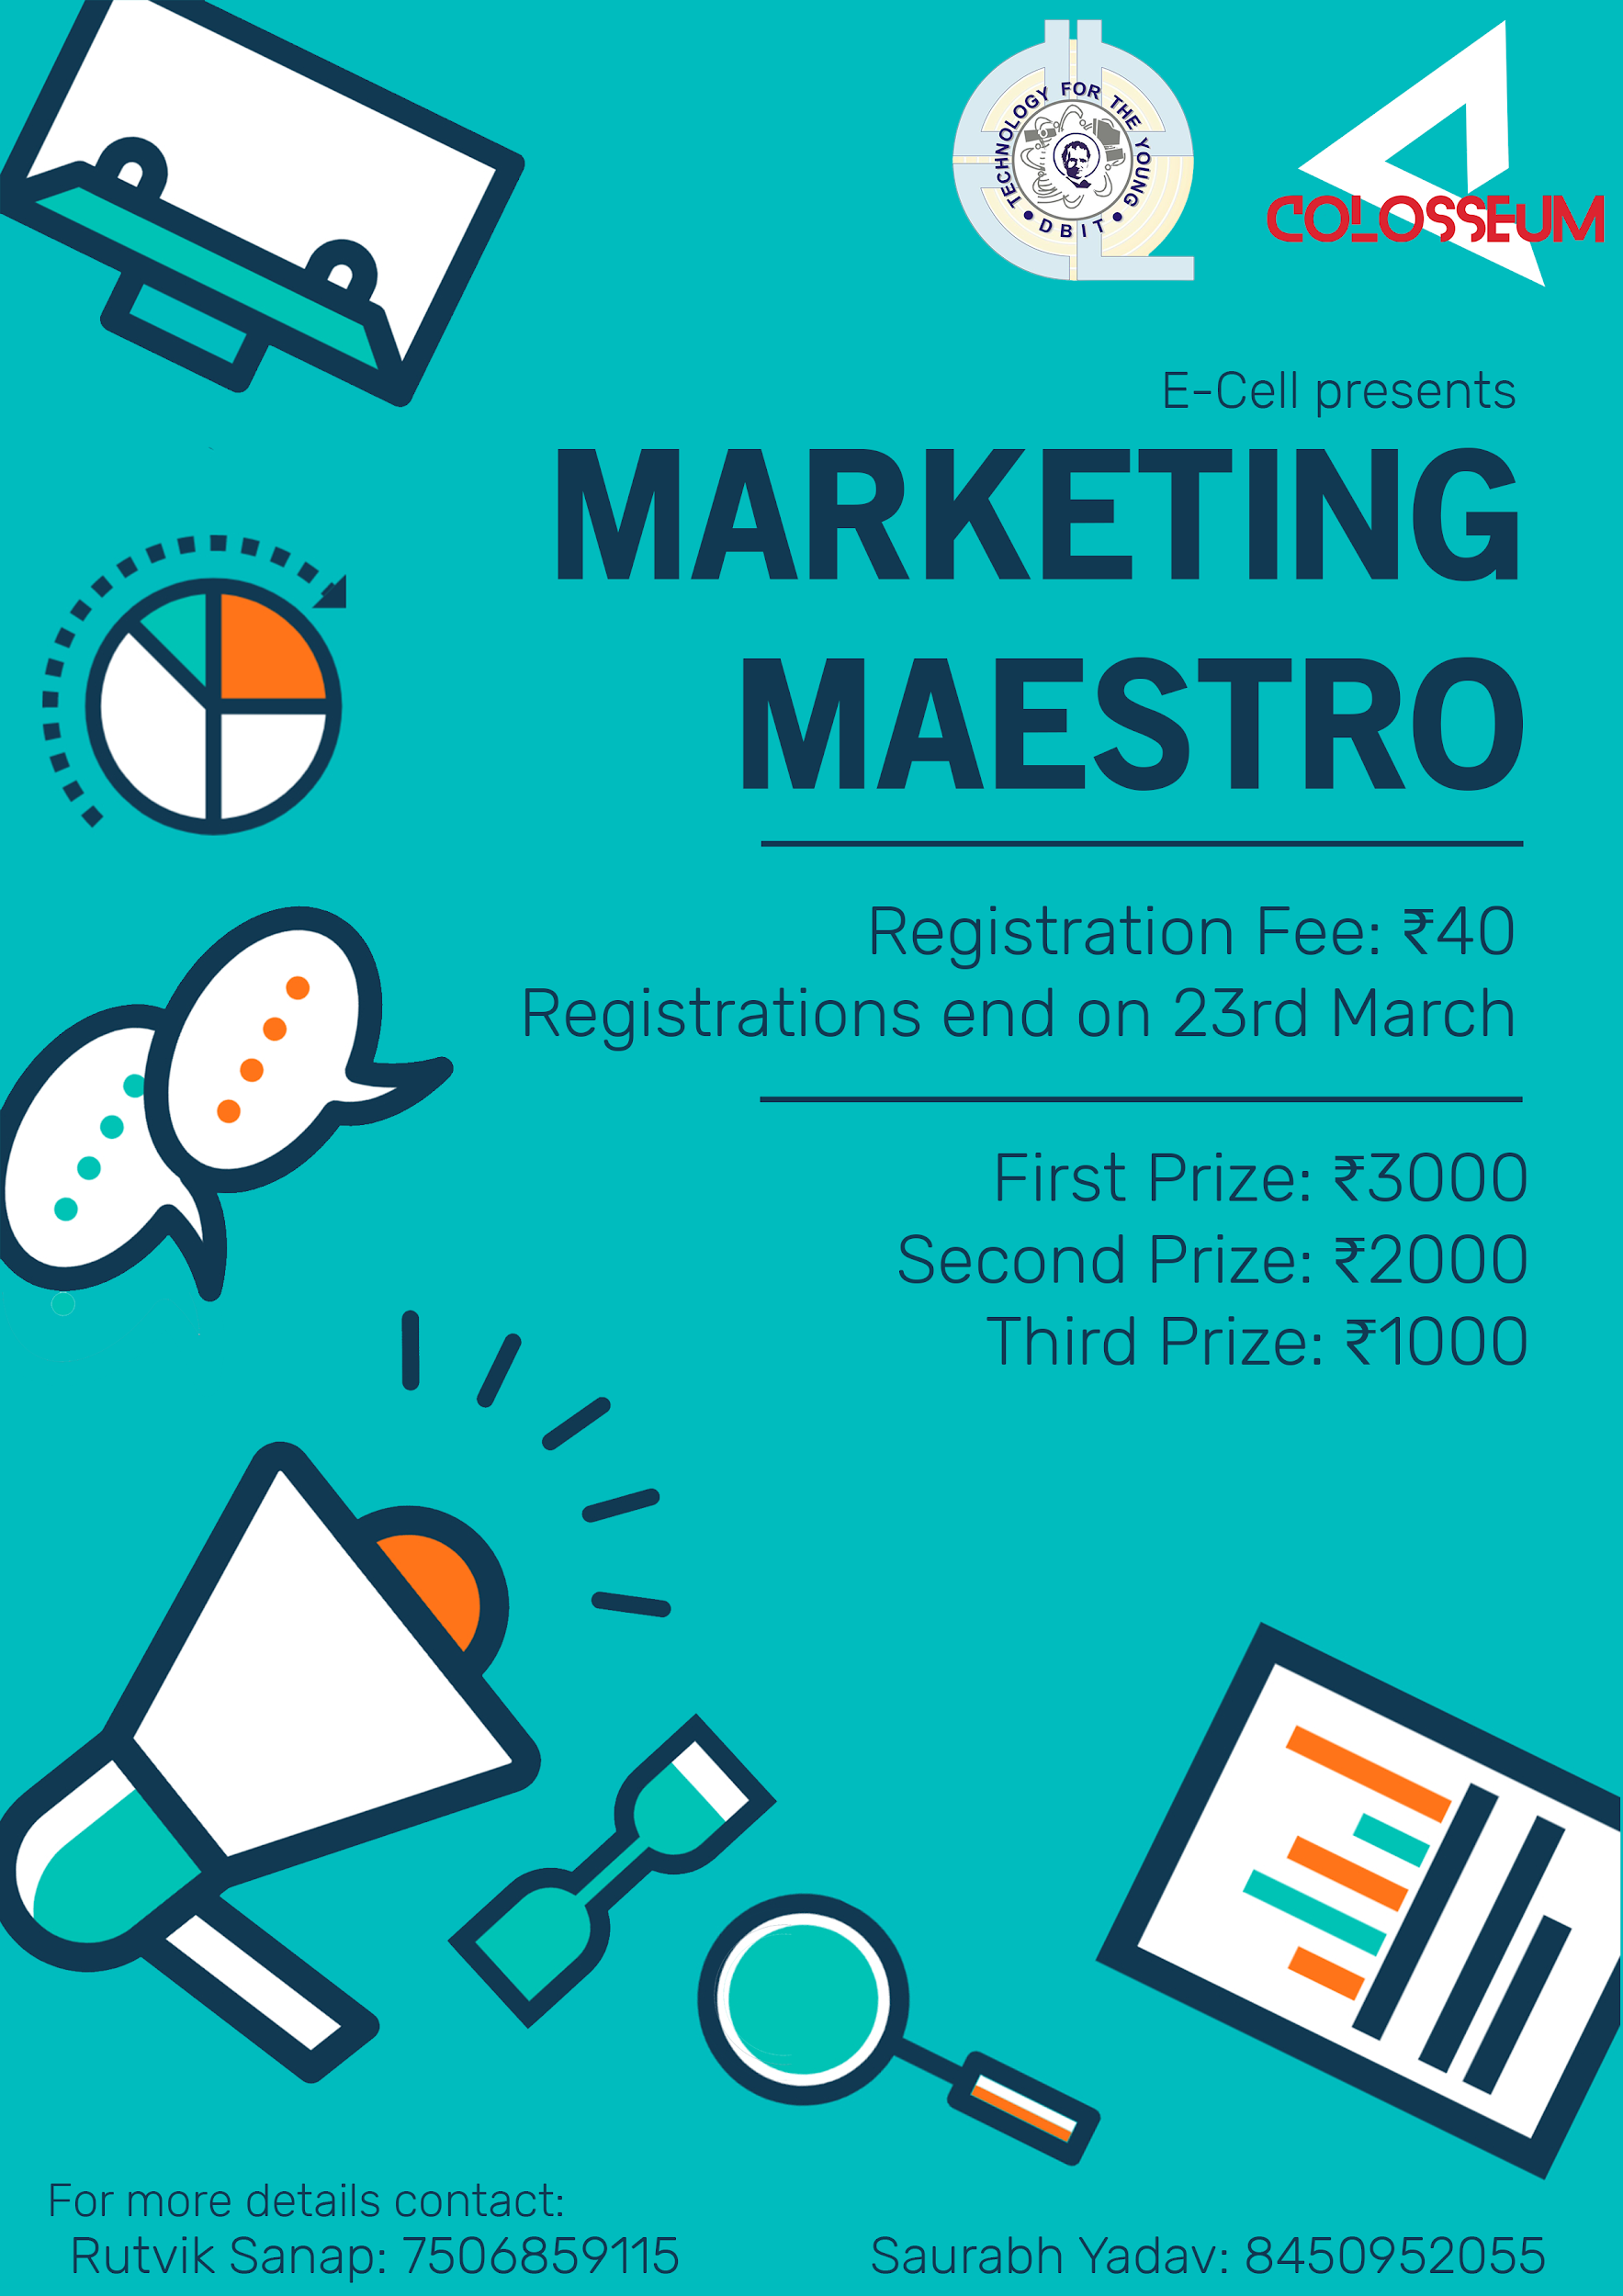 TECHNOLOGY FOR THE YOUNG
DBIT
COLOSSEUM
E-Cell presents
MARKETING
MAESTRO
Registration Fee: ₹40
Registrations end on 23rd March
First Prize: ₹3000
Second Prize: ₹2000
Third Prize: ₹1000
For more details contact:
Rutvik Sanap: 7506859115
Saurabh Yadav: 8450952055